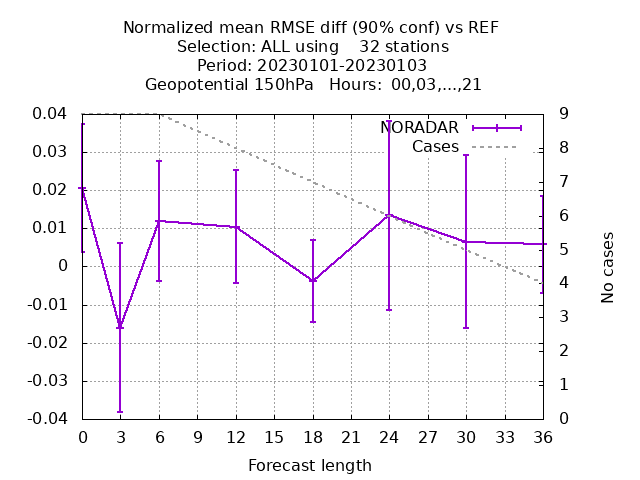 Normalized mean RMSE diff (90% conf) vs REF
Selection: ALL using    32 stations
Period: 20230101-20230103
Geopotential 150hPa   Hours:  00,03,...,21
NORADAR
Cases
0.04
0.03
0.02
0.01
0
-0.01
-0.02
-0.03
-0.04
9
8
7
6
5
4
3
2
1
0
No cases
0 3 6 9 12 15 18 21 24 27 30 33 36
Forecast length